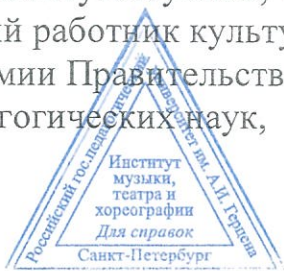 ый работник культу
мии Правительств
гогических наук,
Российский гос. педагогический
университет им. А.И. Герцена
Институт
музыки,
театра и
хореографии
Для справок
Санкт-Петербург